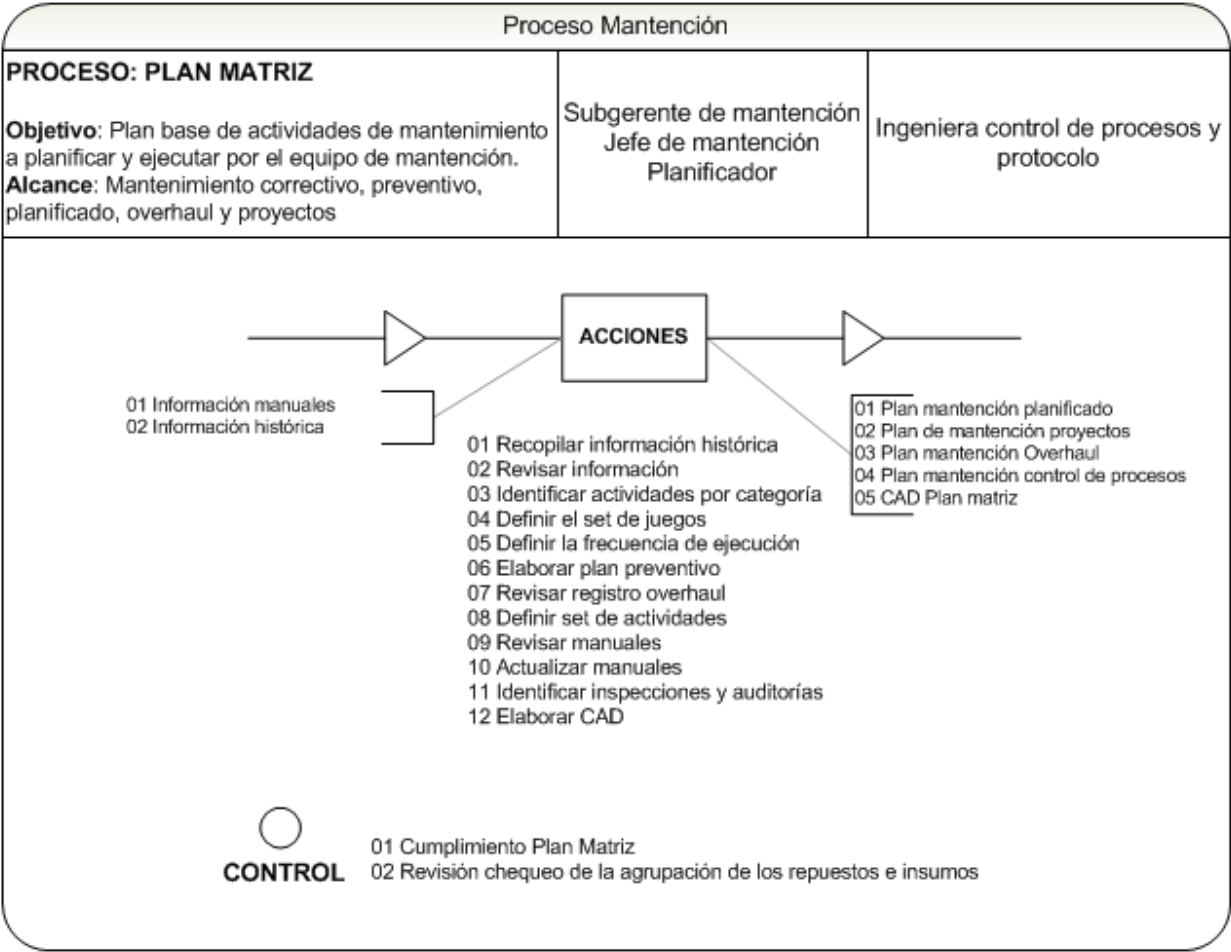 Proceso Mantención
PROCESO: PLAN MATRIZ
Objetivo: Plan base de actividades de mantenimiento
a planificar y ejecutar por el equipo de mantención.
Alcance: Mantenimiento correctivo, preventivo,
planificado, overhaul y proyectos
Subgerente de mantención
Jefe de mantención
Planificador
Ingeniera control de procesos y
protocolo
ACCIONES
01 Información manuales
02 Información histórica
01 Recopilar información histórica
02 Revisar información
03 Identificar actividades por categoría
04 Definir el set de juegos
05 Definir la frecuencia de ejecución
06 Elaborar plan preventivo
07 Revisar registro overhaul
08 Definir set de actividades
09 Revisar manuales
10 Actualizar manuales
11 Identificar inspecciones y auditorías
12 Elaborar CAD
01 Plan mantención planificado
02 Plan de mantención proyectos
03 Plan mantención Overhaul
04 Plan mantención control de procesos
05 CAD Plan matriz
CONTROL
01 Cumplimiento Plan Matriz
02 Revisión chequeo de la agrupación de los repuestos e insumos